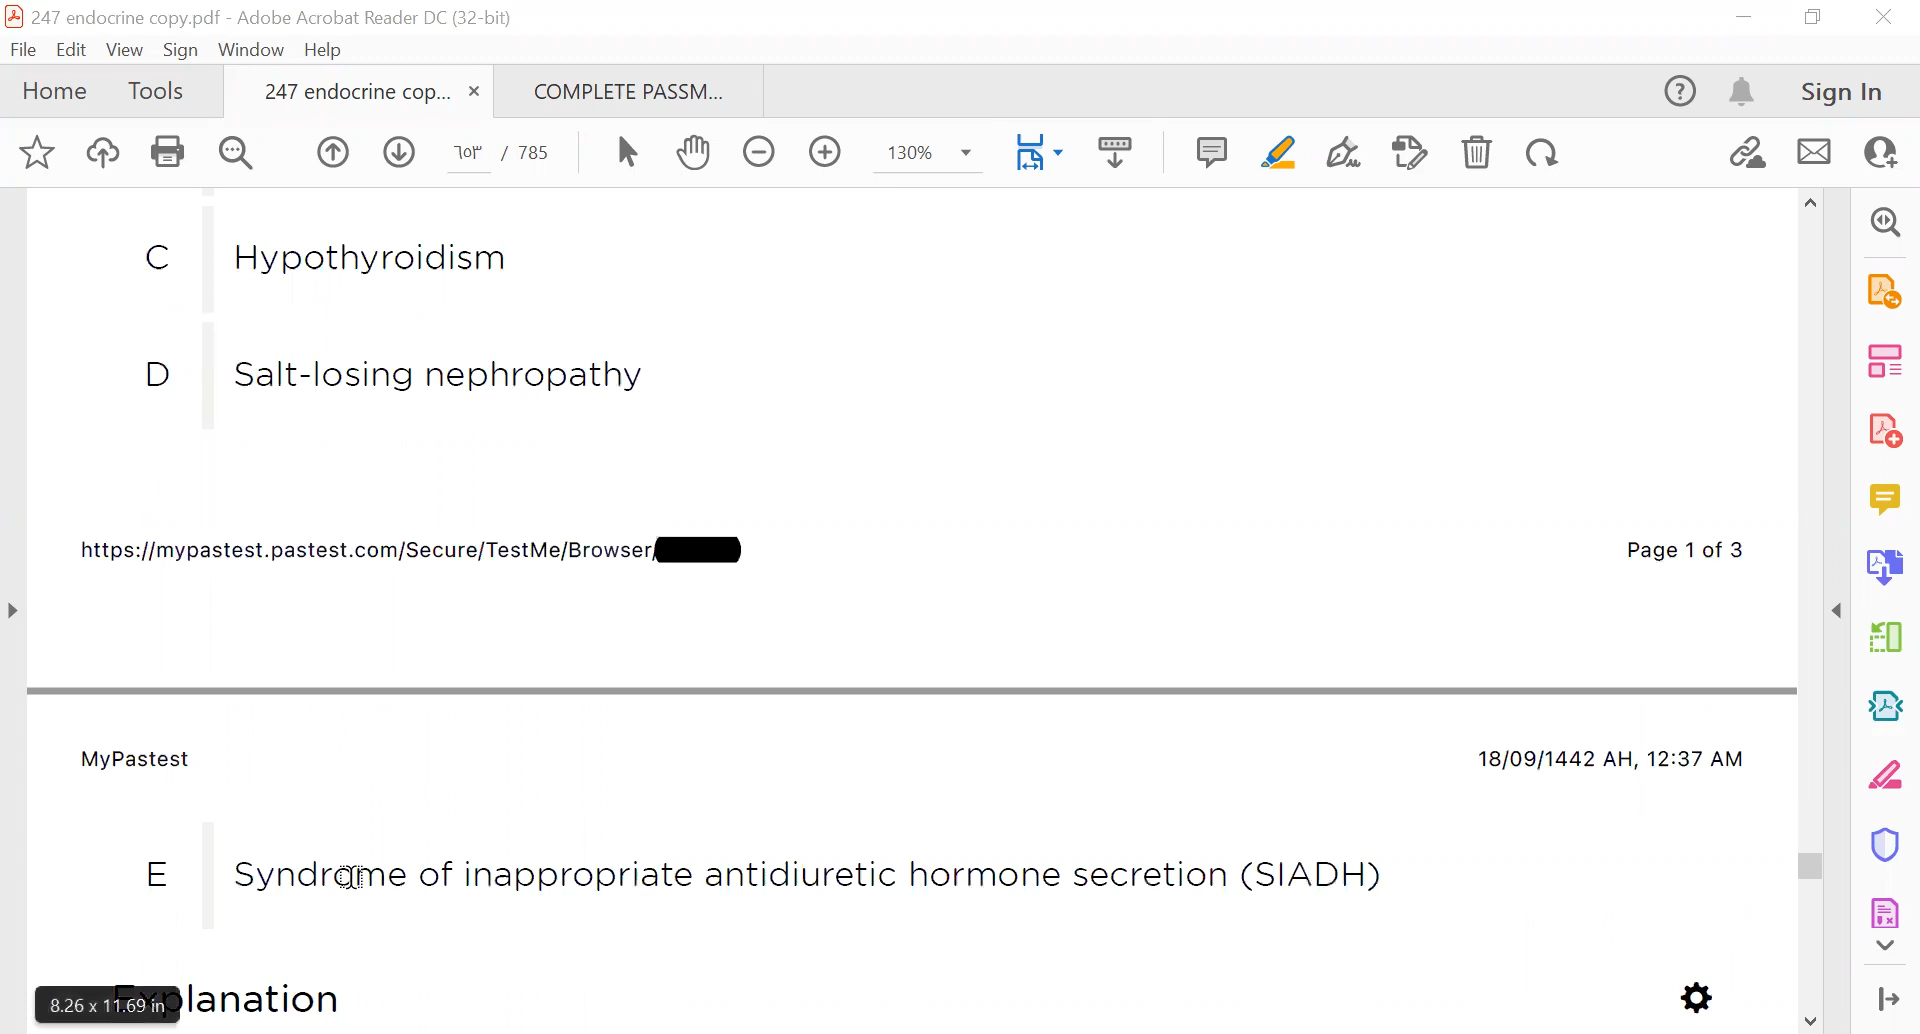 247 endocrine copy.pdf - Adobe Acrobat Reader DC (32-bit)
File Edit View Sign Window Help
Home Tools 247 endocrine cop... × COMPLETE PASSM... Sign In
٦٥٣ / 785 130%
C Hypothyroidism
D Salt-losing nephropathy
https://mypastest.pastest.com/Secure/TestMe/Browser/ Page 1 of 3
MyPastest 18/09/1442 AH, 12:37 AM
E Syndrome of inappropriate antidiuretic hormone secretion (SIADH)
Explanation
8.26 x 11.69 in